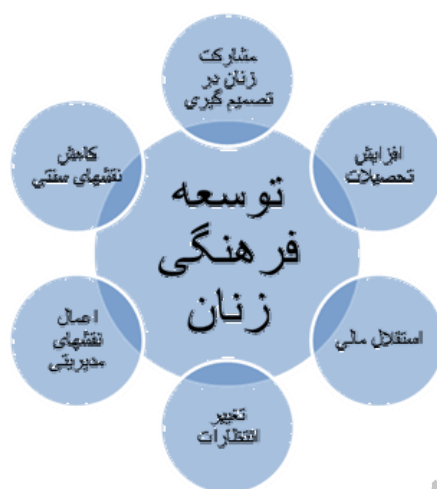 مشارکت
زنان در
تصمیم گیری
افزایش
تحصیلات
استقلال مالی
تغییر
انتظارات
اعمال
نقشهای
مدیریتی
کاهش
نقشهای سنتی
توسعه
فرهنگی
زنان